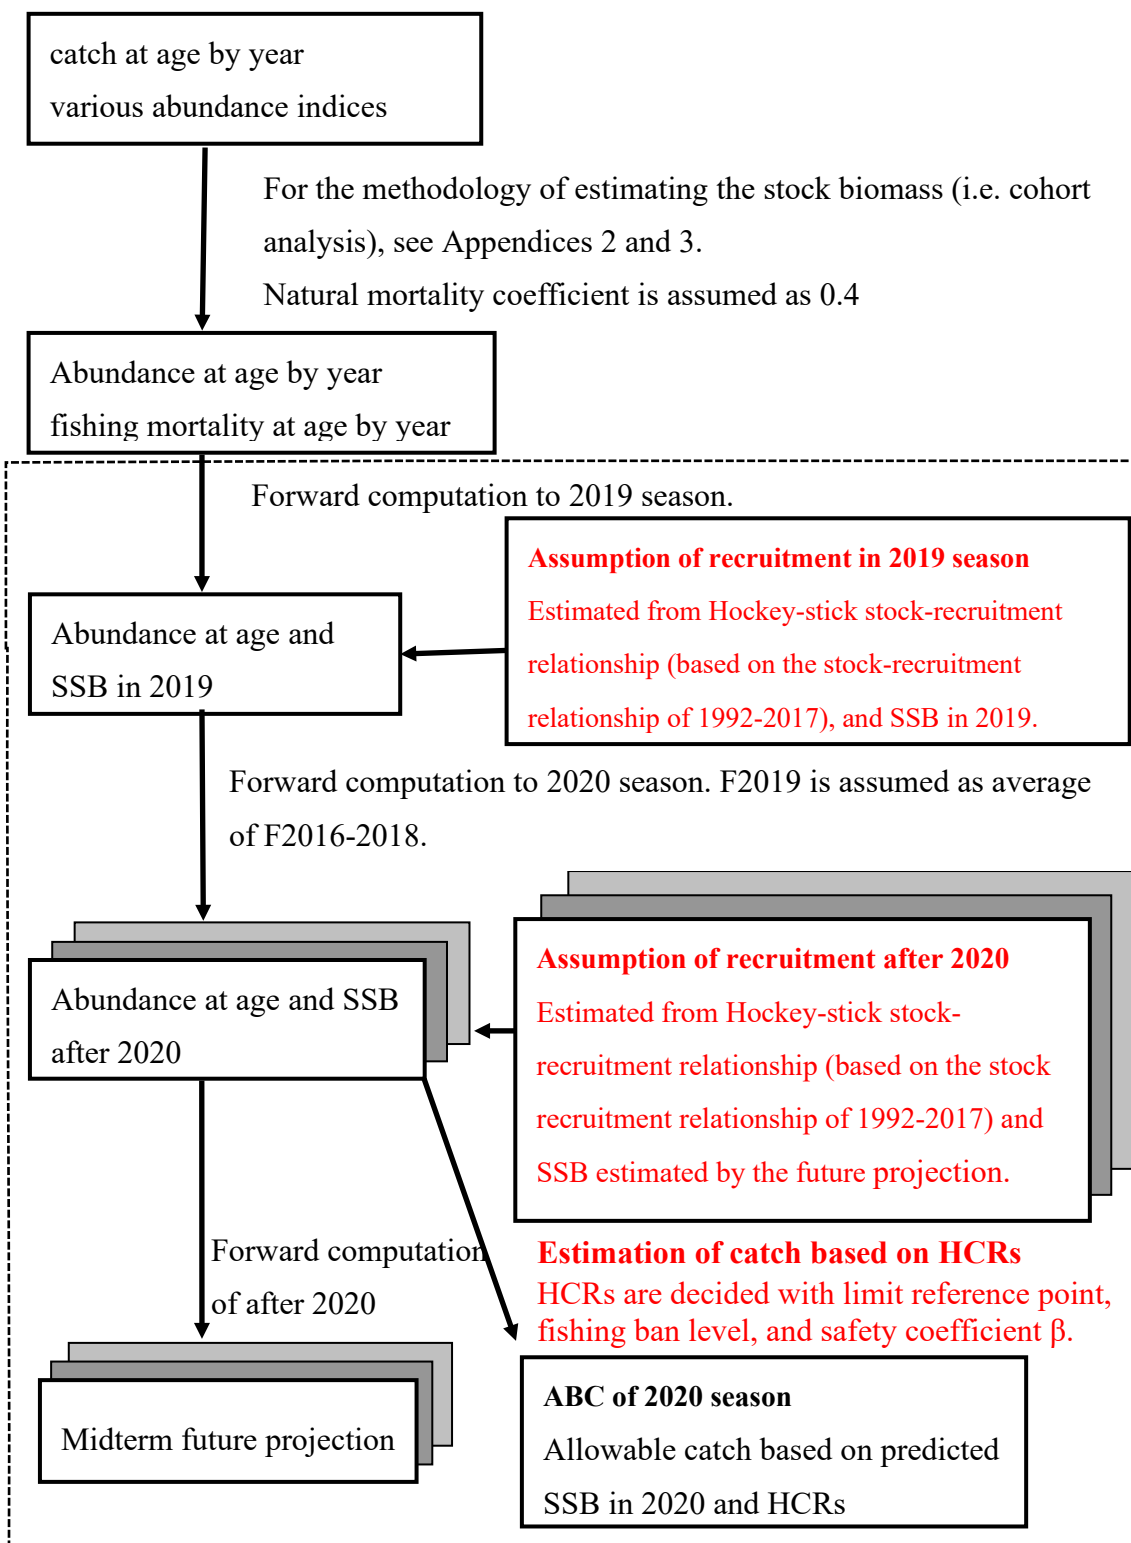 catch at age by year
various abundance indices
For the methodology of estimating the stock biomass (i.e. cohort
analysis), see Appendices 2 and 3.
Natural mortality coefficient is assumed as 0.4
Abundance at age by year
fishing mortality at age by year
Forward computation to 2019 season.
Assumption of recruitment in 2019 season
Estimated from Hockey-stick stock-recruitment
relationship (based on the stock-recruitment
relationship of 1992-2017), and SSB in 2019.
Abundance at age and
SSB in 2019
Forward computation to 2020 season. F2019 is assumed as average
of F2016-2018.
Assumption of recruitment after 2020
Estimated from Hockey-stick stock-
recruitment relationship (based on the stock
recruitment relationship of 1992-2017) and
SSB estimated by the future projection.
Abundance at age and SSB
after 2020
Forward computation
of after 2020
Estimation of catch based on HCRs
HCRs are decided with limit reference point,
fishing ban level, and safety coefficient β.
Midterm future projection
ABC of 2020 season
Allowable catch based on predicted
SSB in 2020 and HCRs